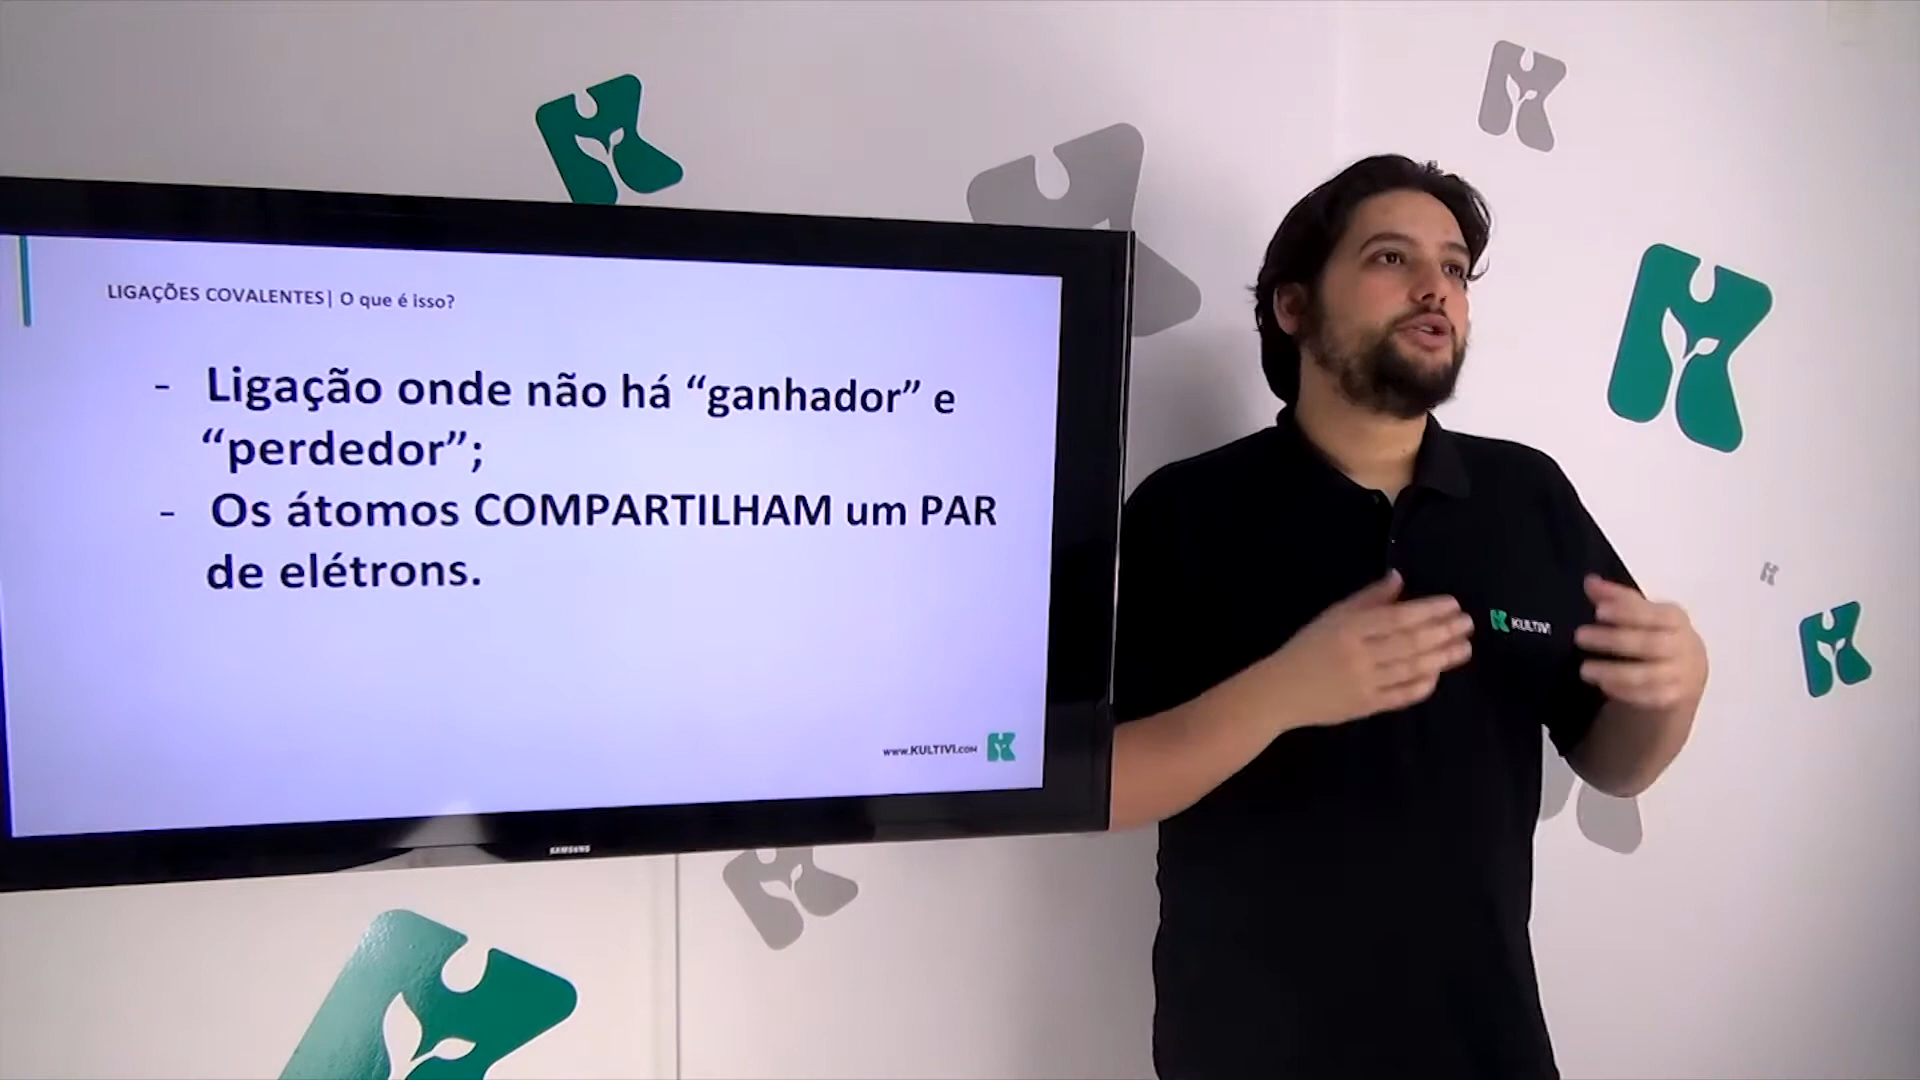 LIGAÇÕES COVALENTES| O que é isso?
- Ligação onde não há “ganhador” e
“perdedor”;
- Os átomos COMPARTILHAM um PAR
de elétrons.
www.KULTIVI.COM
SAMSUNG
KULTIVI